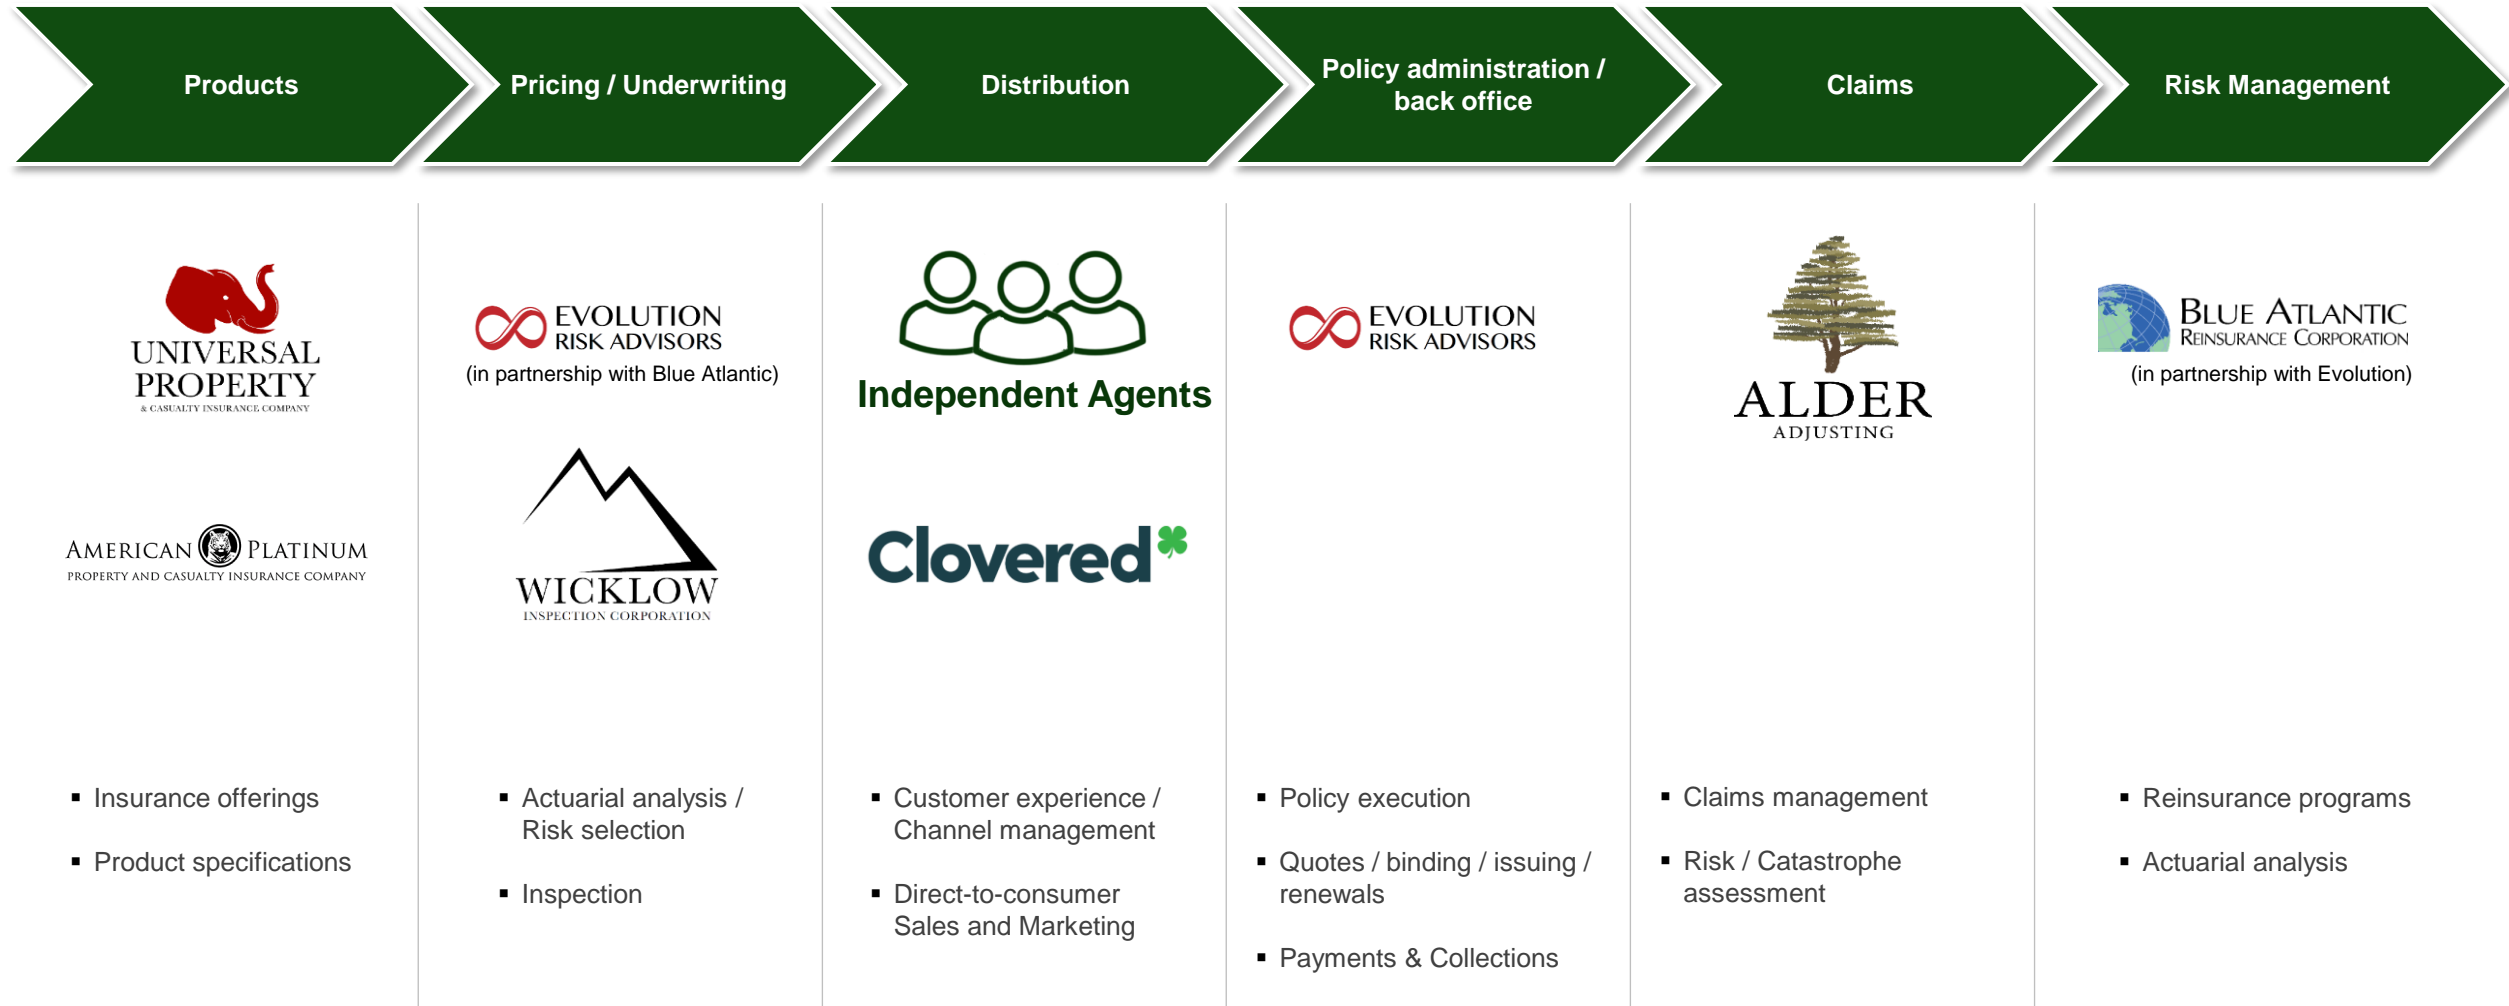 Products
Pricing / Underwriting
Distribution
Policy administration /
back office
Claims
Risk Management
UNIVERSAL
PROPERTY
& CASUALTY INSURANCE COMPANY
AMERICAN PLATINUM
PROPERTY AND CASUALTY INSURANCE COMPANY
▪ Insurance offerings
▪ Product specifications
EVOLUTION
RISK ADVISORS
(in partnership with Blue Atlantic)
WICKLOW
INSPECTION CORPORATION
▪ Actuarial analysis /
Risk selection
▪ Inspection
Independent Agents
Clovered
▪ Customer experience /
Channel management
▪ Direct-to-consumer
Sales and Marketing
EVOLUTION
RISK ADVISORS
▪ Policy execution
▪ Quotes / binding / issuing /
renewals
▪ Payments & Collections
ALDER
ADJUSTING
▪ Claims management
▪ Risk / Catastrophe
assessment
BLUE ATLANTIC
REINSURANCE CORPORATION
(in partnership with Evolution)
▪ Reinsurance programs
▪ Actuarial analysis